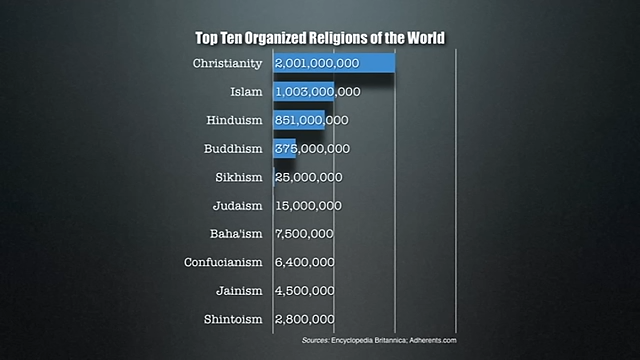 Top Ten Organized Religions of the World
Christianity 2,001,000,000
Islam 1,003,000,000
Hinduism 851,000,000
Buddhism 375,000,000
Sikhism 25,000,000
Judaism 15,000,000
Baha'ism 7,500,000
Confucianism 6,400,000
Jainism 4,500,000
Shintoism 2,800,000
Sources: Encyclopedia Britannica; Adherents.com